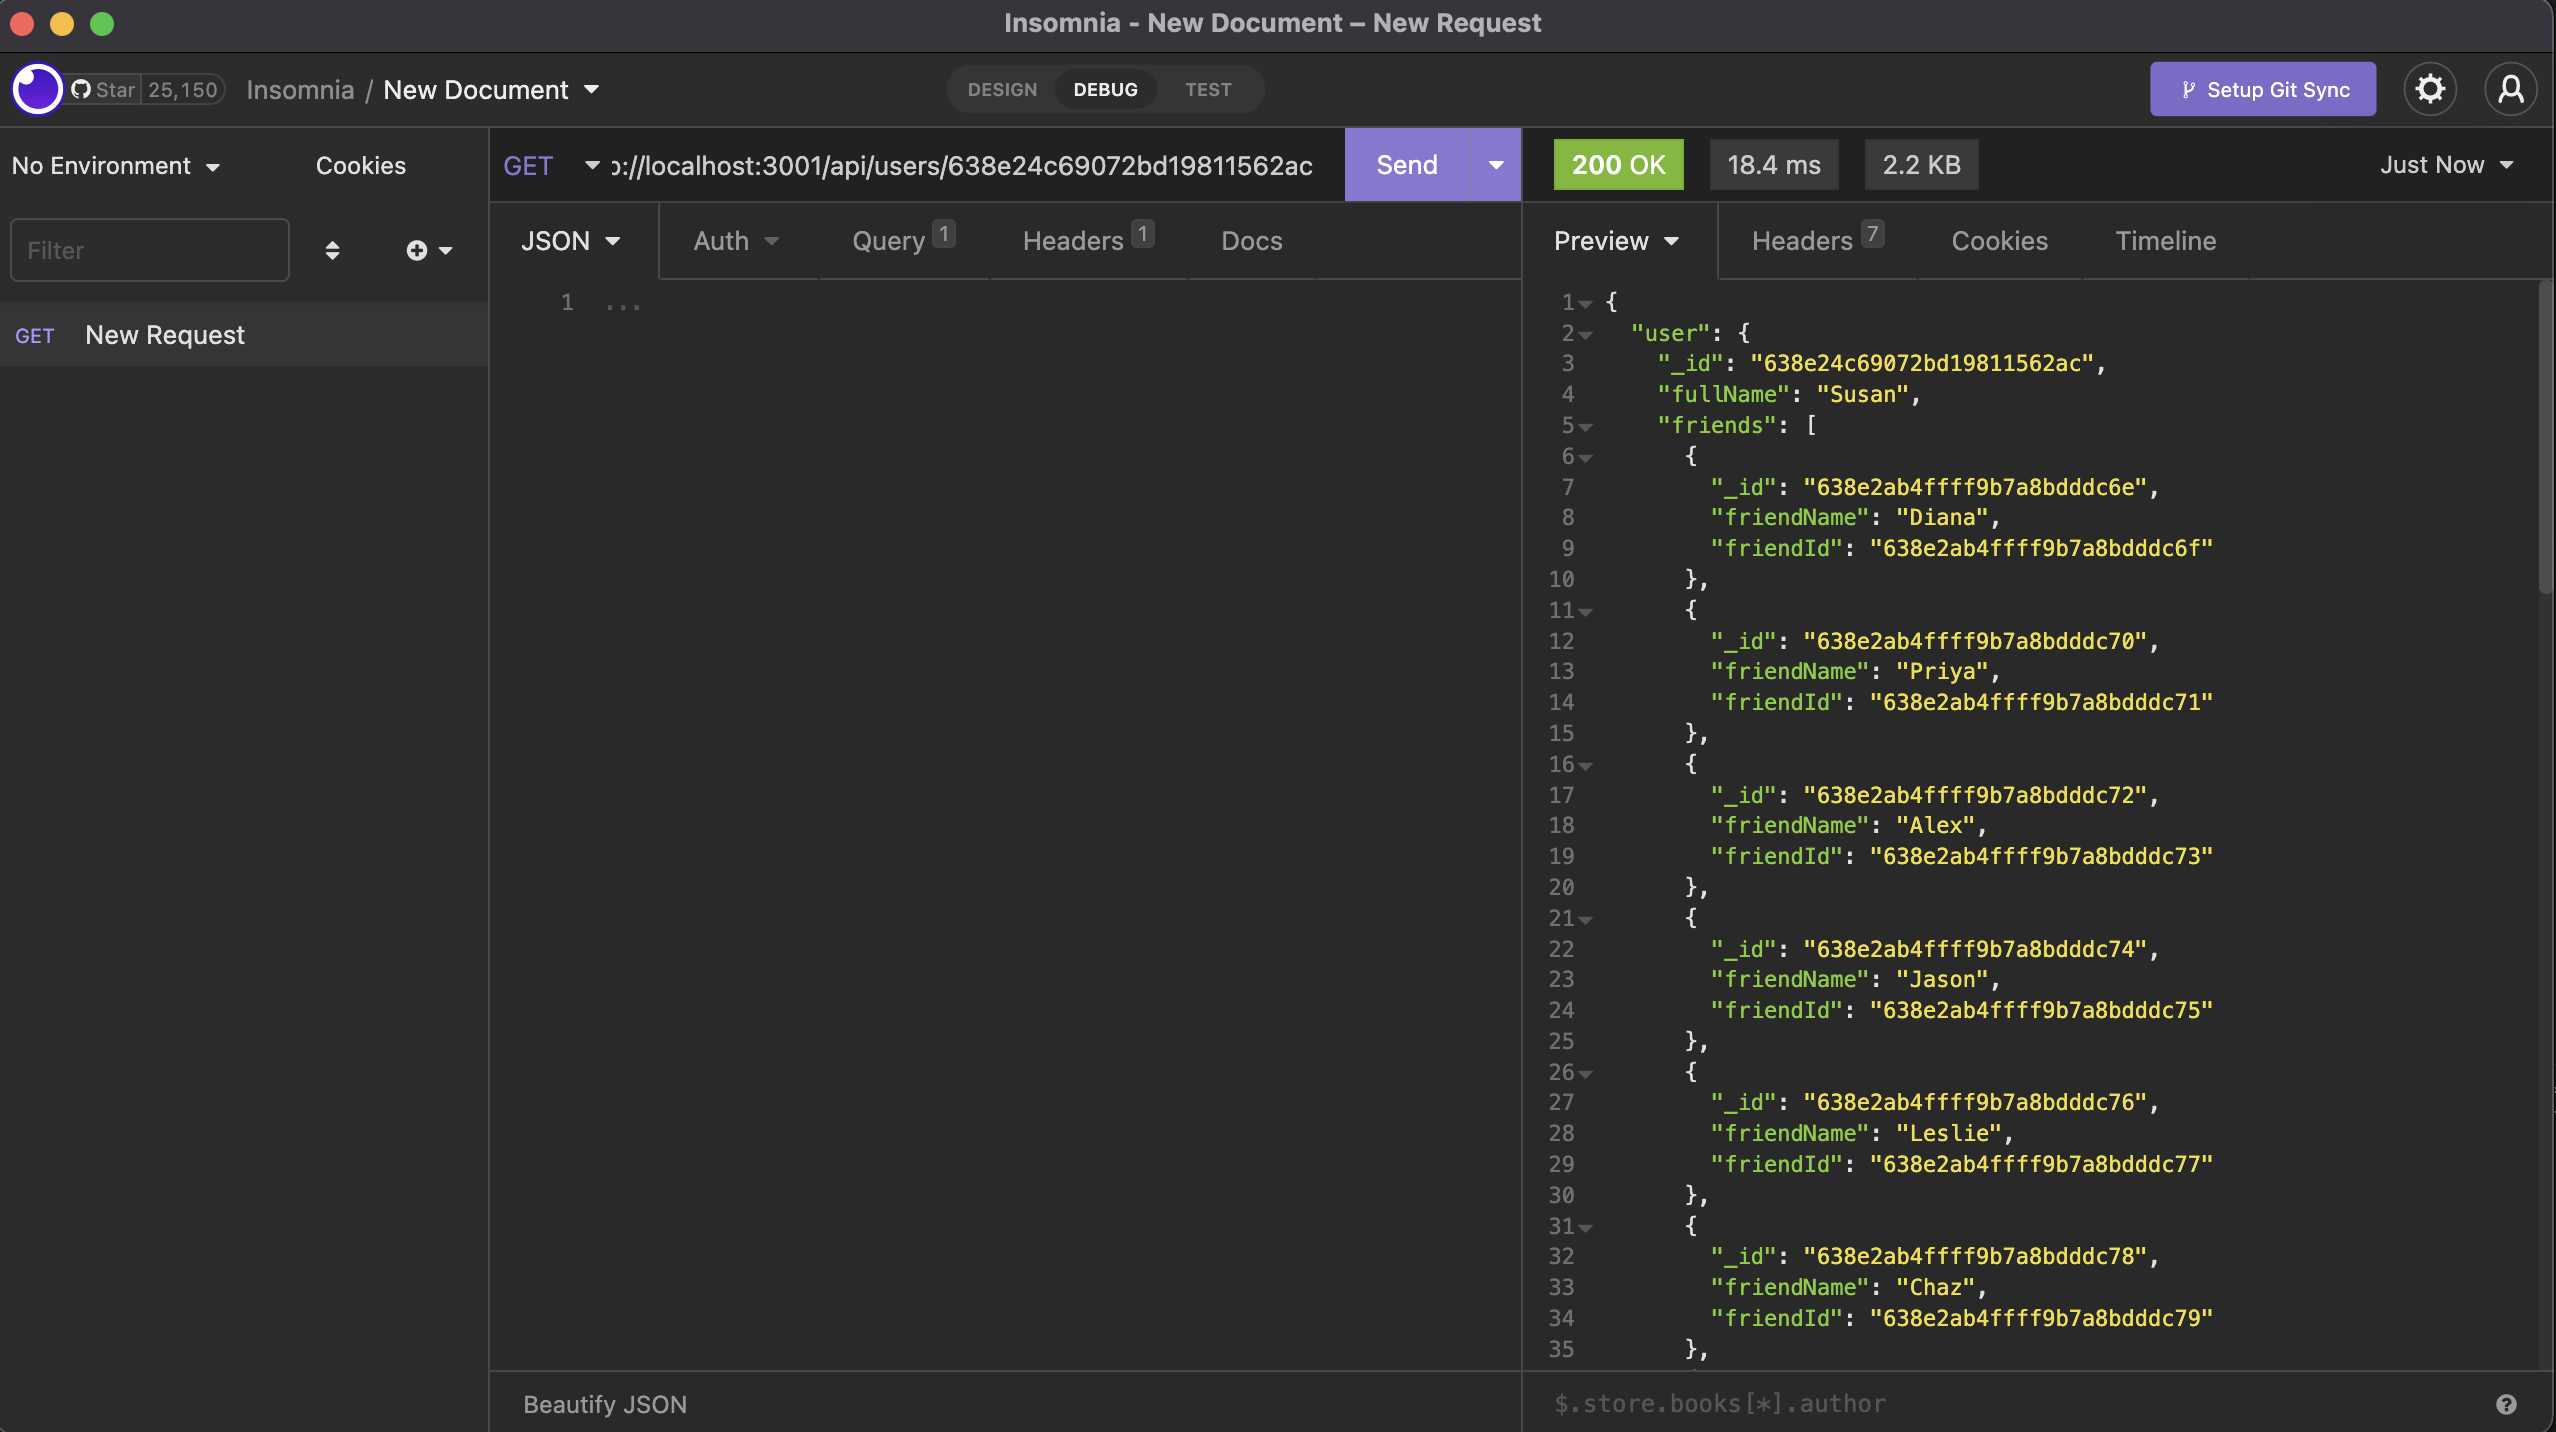 Insomnia - New Document – New Request
Star 25,150 Insomnia / New Document DESIGN DEBUG TEST Setup Git Sync
No Environment Cookies
Filter
GET New Request
GET ://localhost:3001/api/users/638e24c69072bd19811562ac Send
JSON Auth Query 1 Headers 1 Docs
1 ...
Beautify JSON
200 OK 18.4 ms 2.2 KB Just Now
Preview Headers 7 Cookies Timeline
1 {
2 "user": {
3 "_id": "638e24c69072bd19811562ac",
4 "fullName": "Susan",
5 "friends": [
6 {
7 "_id": "638e2ab4ffff9b7a8bdddc6e",
8 "friendName": "Diana",
9 "friendId": "638e2ab4ffff9b7a8bdddc6f"
10 },
11 {
12 "_id": "638e2ab4ffff9b7a8bdddc70",
13 "friendName": "Priya",
14 "friendId": "638e2ab4ffff9b7a8bdddc71"
15 },
16 {
17 "_id": "638e2ab4ffff9b7a8bdddc72",
18 "friendName": "Alex",
19 "friendId": "638e2ab4ffff9b7a8bdddc73"
20 },
21 {
22 "_id": "638e2ab4ffff9b7a8bdddc74",
23 "friendName": "Jason",
24 "friendId": "638e2ab4ffff9b7a8bdddc75"
25 },
26 {
27 "_id": "638e2ab4ffff9b7a8bdddc76",
28 "friendName": "Leslie",
29 "friendId": "638e2ab4ffff9b7a8bdddc77"
30 },
31 {
32 "_id": "638e2ab4ffff9b7a8bdddc78",
33 "friendName": "Chaz",
34 "friendId": "638e2ab4ffff9b7a8bdddc79"
35 },
$.store.books[*].author